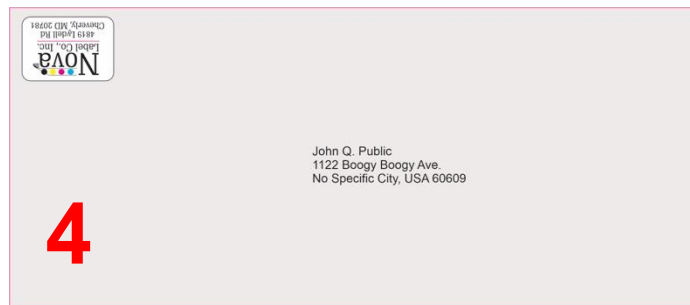 Nova
Label Co., Inc.
4819 Lydell Rd
Cheverly, MD 20781
John Q. Public
1122 Boogy Boogy Ave.
No Specific City, USA 60609
4